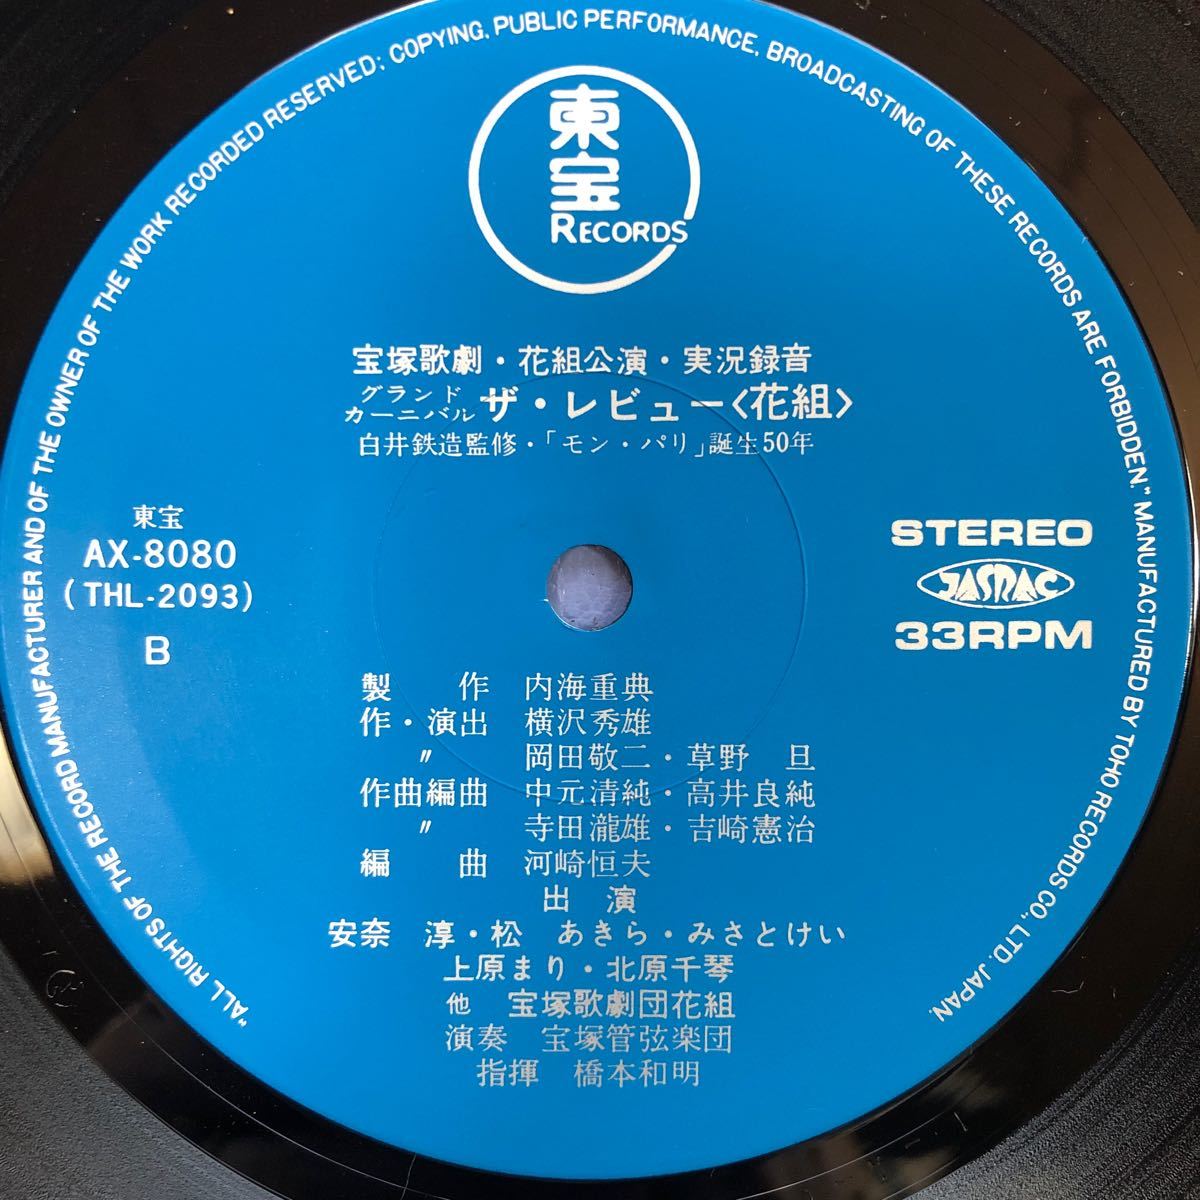 "ALL RIGHTS OF THE RECORD MANUFACTURER AND OF THE OWNER OF THE WORK RECORDED RESERVED; COPYING, PUBLIC PERFORMANCE, BROADCASTING OF THESE RECORDS ARE FORBIDDEN." MANUFACTURED BY TOHO RECORDS CO., LTD. JAPAN.
東宝
RECORDS
宝塚歌劇・花組公演・実況録音
グランド
カーニバル ザ・レビュー〈花組〉
白井鉄造監修・「モン・パリ」誕生50年
東宝
AX-8080
(THL-2093)
B
STEREO
JASRAC
33RPM
製 作 内海重典
作・演出 横沢秀雄
〃 岡田敬二・草野 旦
作曲編曲 中元清純・高井良純
〃 寺田瀧雄・吉崎憲治
編 曲 河崎恒夫
出 演
安奈 淳・松 あきら・みさとけい
上原まり・北原千琴
他 宝塚歌劇団花組
演奏 宝塚管弦楽団
指揮 橋本和明